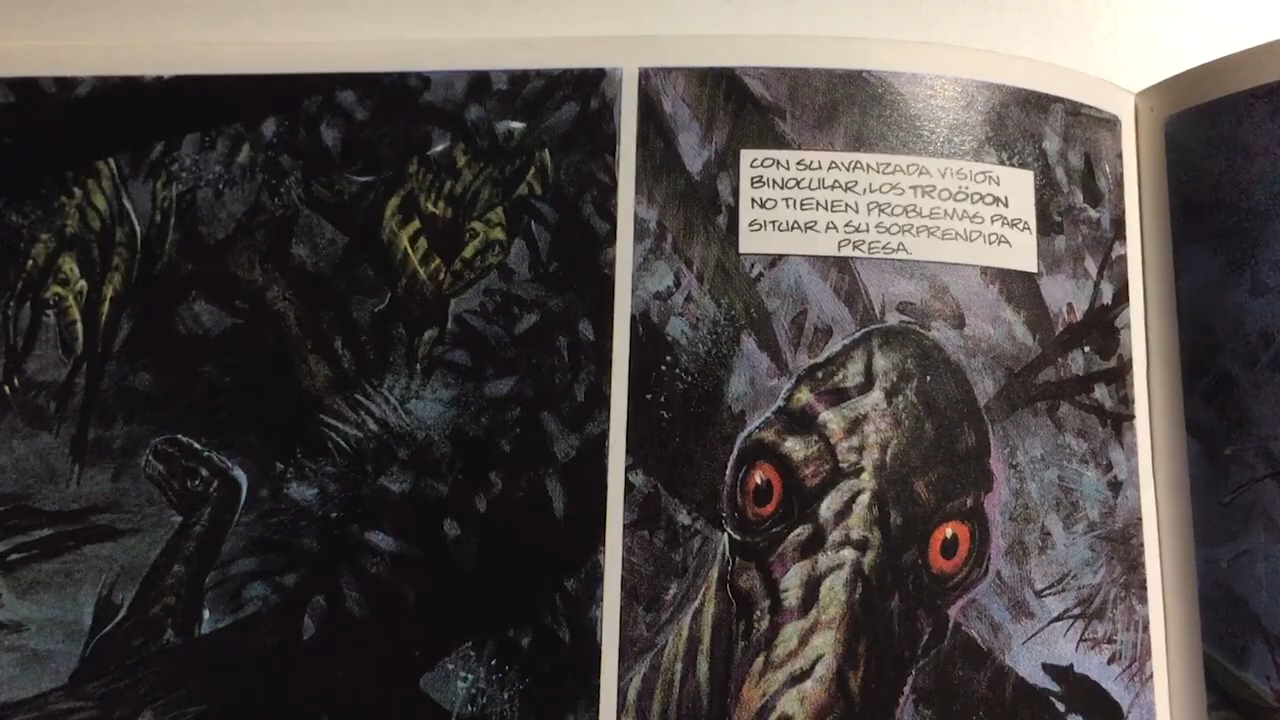 CON SU AVANZADA VISIÓN
BINOCULAR, LOS TROÖDON
NO TIENEN PROBLEMAS PARA
SITUAR A SU SORPRENDIDA
PRESA.